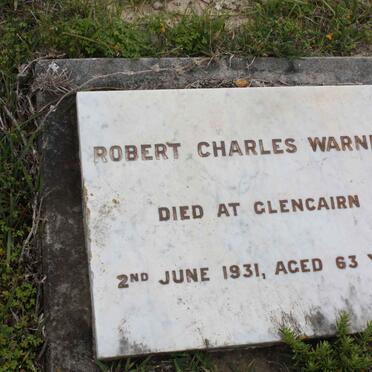 ROBERT CHARLES WARN
DIED AT GLENCAIRN
2ND JUNE 1931, AGED 63 Y